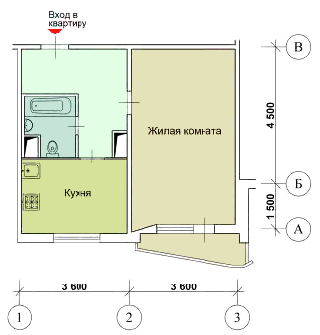 Вход в
квартиру
В
Жилая комната
4 500
Кухня
Б
1 500
А
3 600
3 600
1
2
3